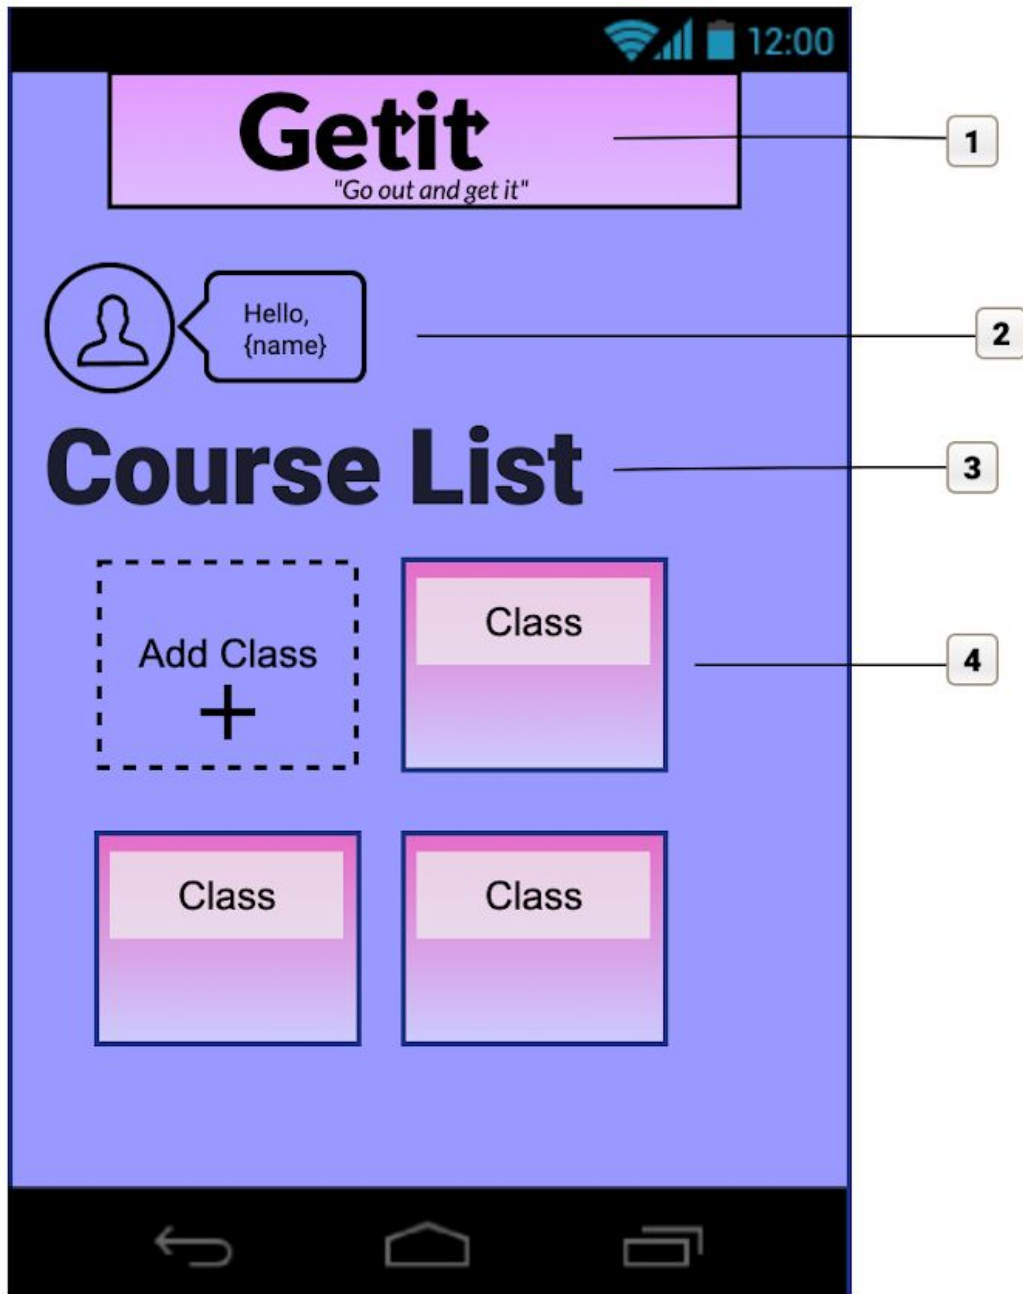 12:00
Getit
"Go out and get it"
1
Hello,
{name}
2
Course List
3
Add Class
+
Class
4
Class
Class